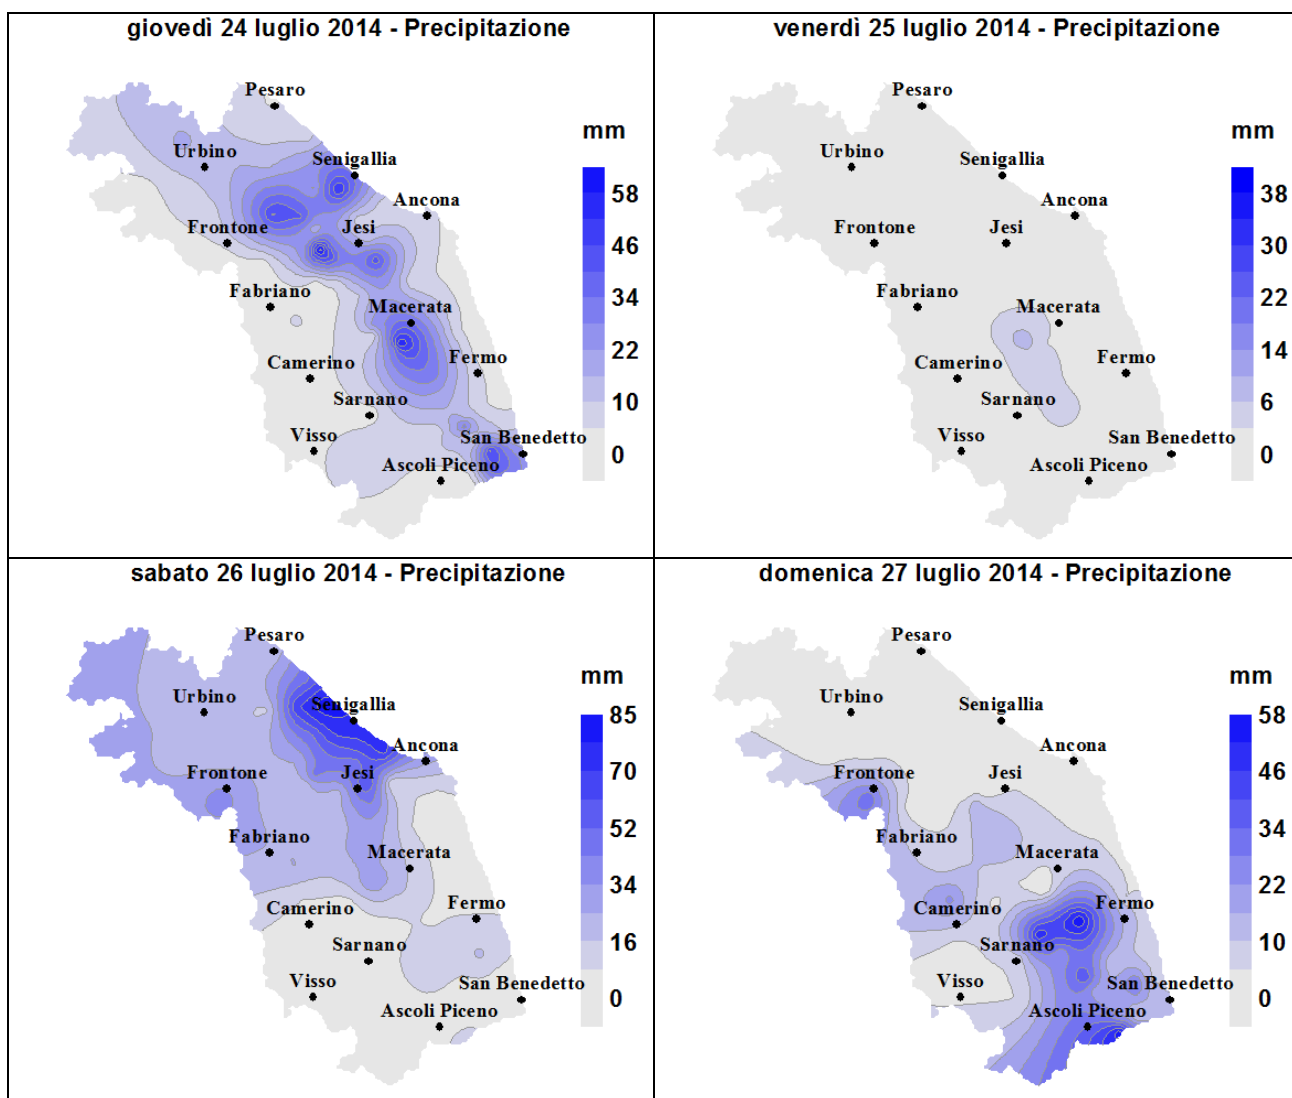 giovedì 24 luglio 2014 - Precipitazione
Pesaro
mm
Urbino
Senigallia
58
Ancona
Frontone
Jesi
46
Fabriano
Macerata
34
22
Camerino
Fermo
Sarnano
10
Visso
San Benedetto
0
Ascoli Piceno
venerdì 25 luglio 2014 - Precipitazione
Pesaro
mm
Urbino
Senigallia
38
Ancona
Frontone
Jesi
30
Fabriano
Macerata
22
14
Camerino
Fermo
Sarnano
6
Visso
San Benedetto
0
Ascoli Piceno
sabato 26 luglio 2014 - Precipitazione
Pesaro
mm
Urbino
Senigallia
85
Ancona
Frontone
Jesi
70
Fabriano
52
Macerata
34
Camerino
Fermo
Sarnano
16
Visso
San Benedetto
0
Ascoli Piceno
domenica 27 luglio 2014 - Precipitazione
Pesaro
mm
Urbino
Senigallia
58
Ancona
Frontone
Jesi
46
Fabriano
34
Macerata
22
Camerino
Fermo
Sarnano
10
Visso
San Benedetto
0
Ascoli Piceno